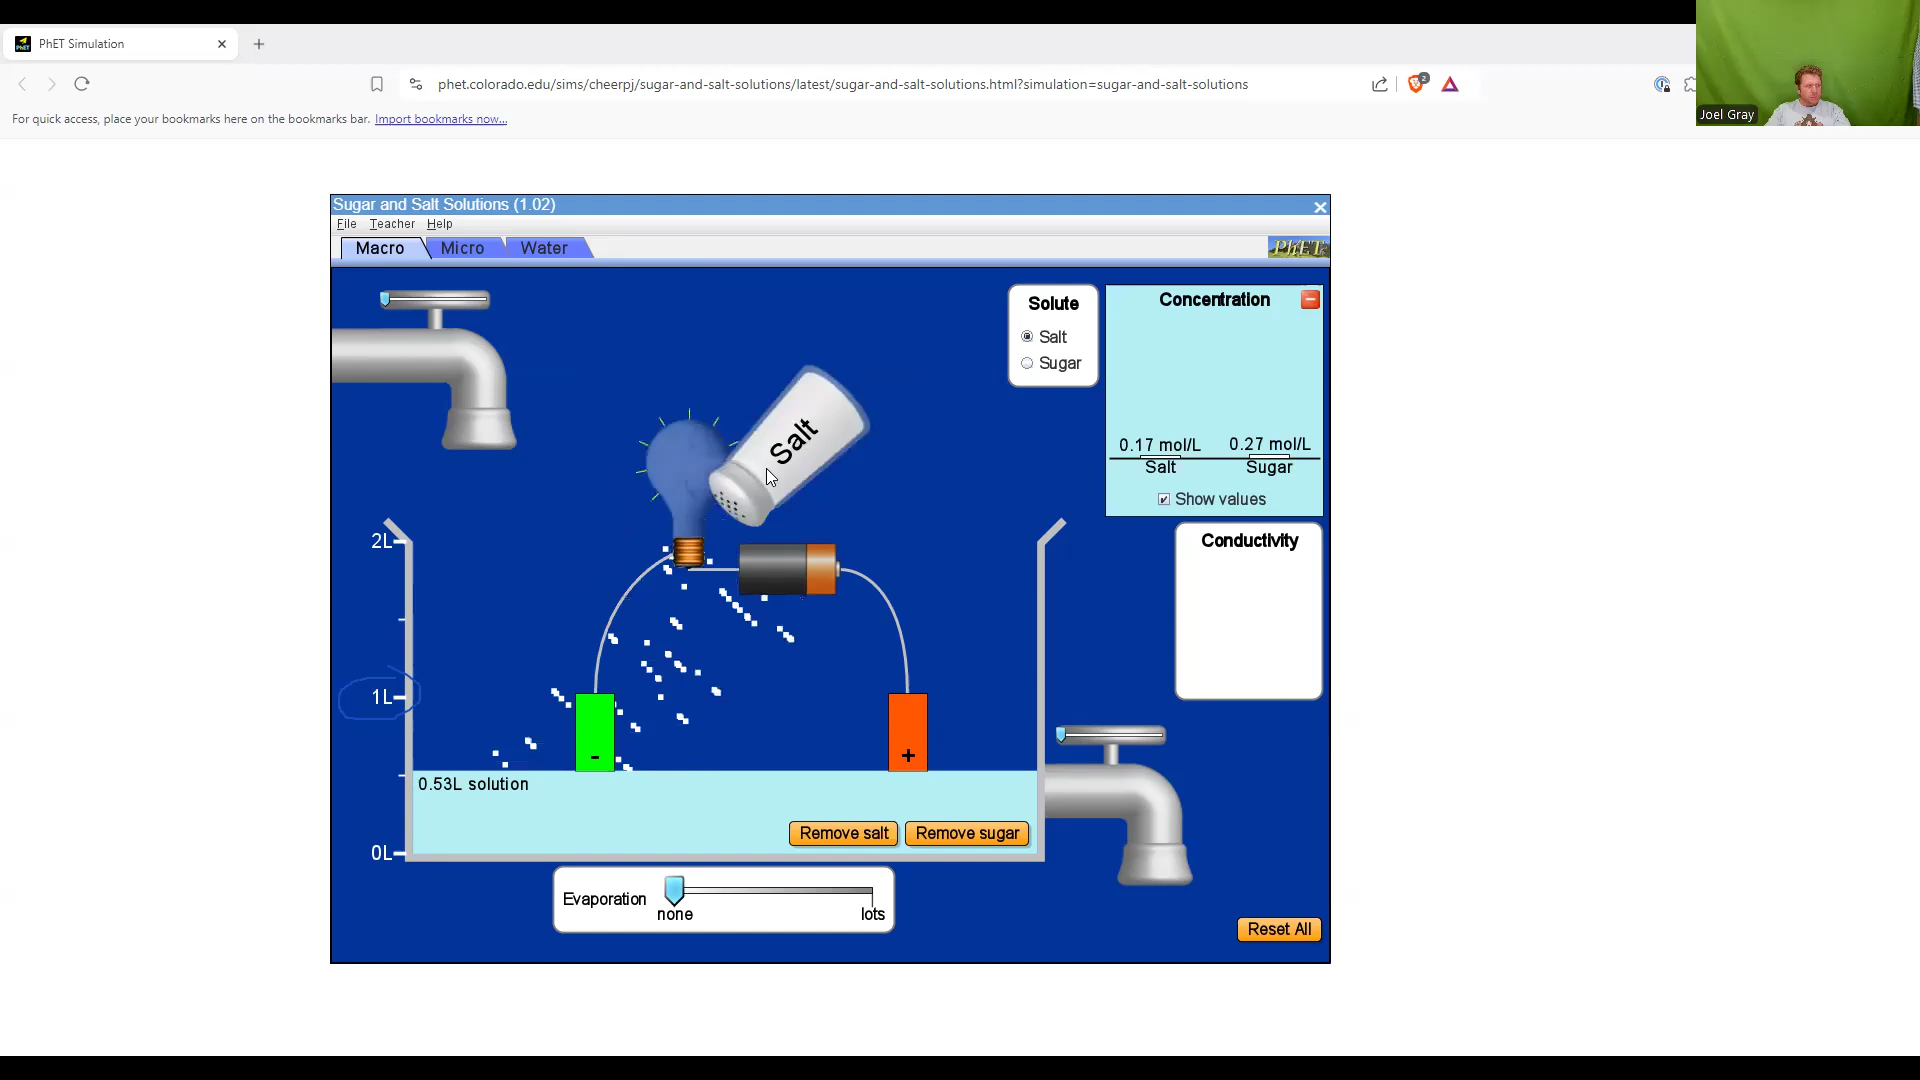 PhET Simulation
phet.colorado.edu/sims/cheerpj/sugar-and-salt-solutions/latest/sugar-and-salt-solutions.html?simulation=sugar-and-salt-solutions
2
For quick access, place your bookmarks here on the bookmarks bar. Import bookmarks now...
Joel Gray
Sugar and Salt Solutions (1.02)
File Teacher Help
Macro Micro Water
PhET
Solute
Salt
Sugar
Concentration
0.17 mol/L 0.27 mol/L
Salt Sugar
Show values
Salt
Conductivity
2L
1L
0L
-
+
0.53L solution
Remove salt Remove sugar
Evaporation
none lots
Reset All